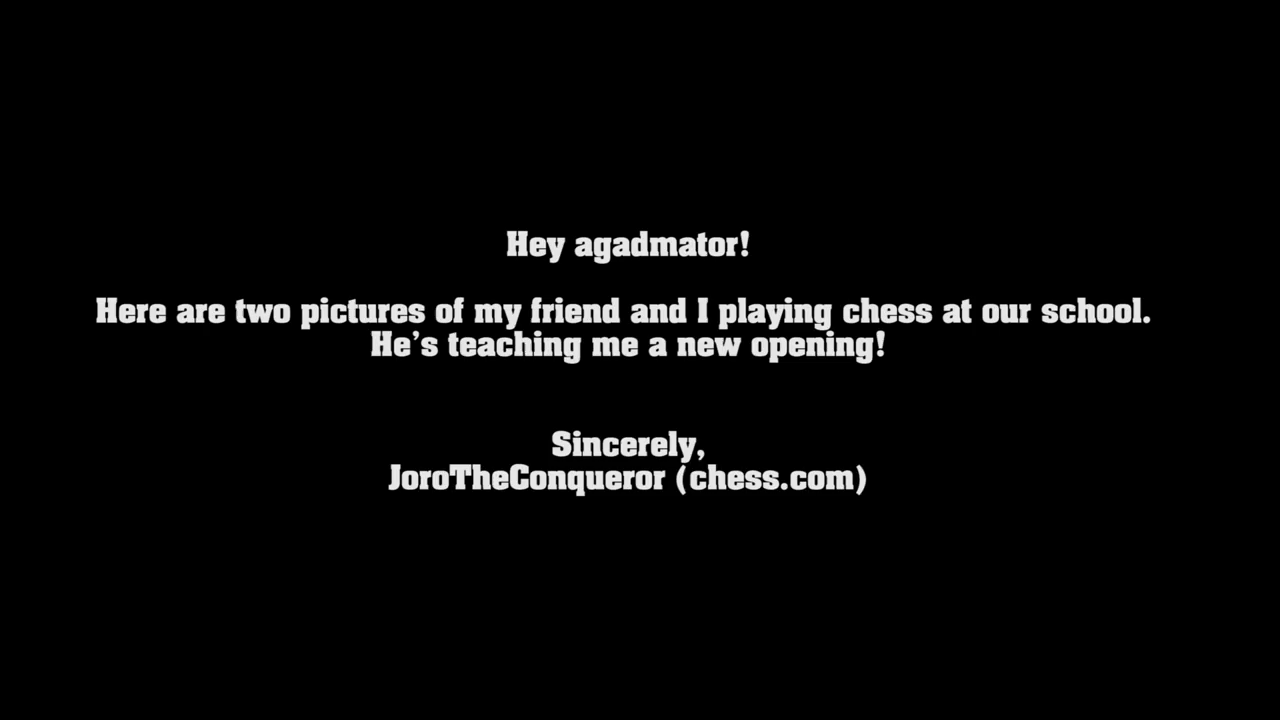 Hey agadmator!
Here are two pictures of my friend and I playing chess at our school.
He's teaching me a new opening!
Sincerely,
JoroTheConqueror (chess.com)